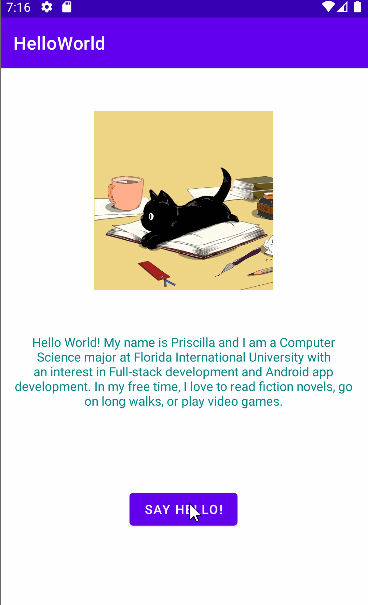 7:16
HelloWorld
Hello World! My name is Priscilla and I am a Computer
Science major at Florida International University with
an interest in Full-stack development and Android app
development. In my free time, I love to read fiction novels, go
on long walks, or play video games.
SAY HELLO!